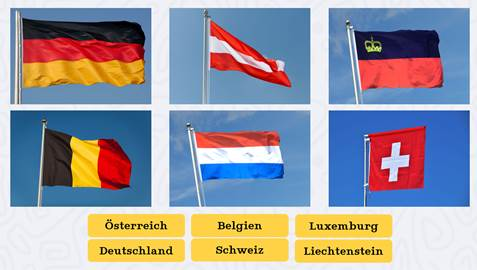 Österreich
Belgien
Luxemburg
Deutschland
Schweiz
Liechtenstein